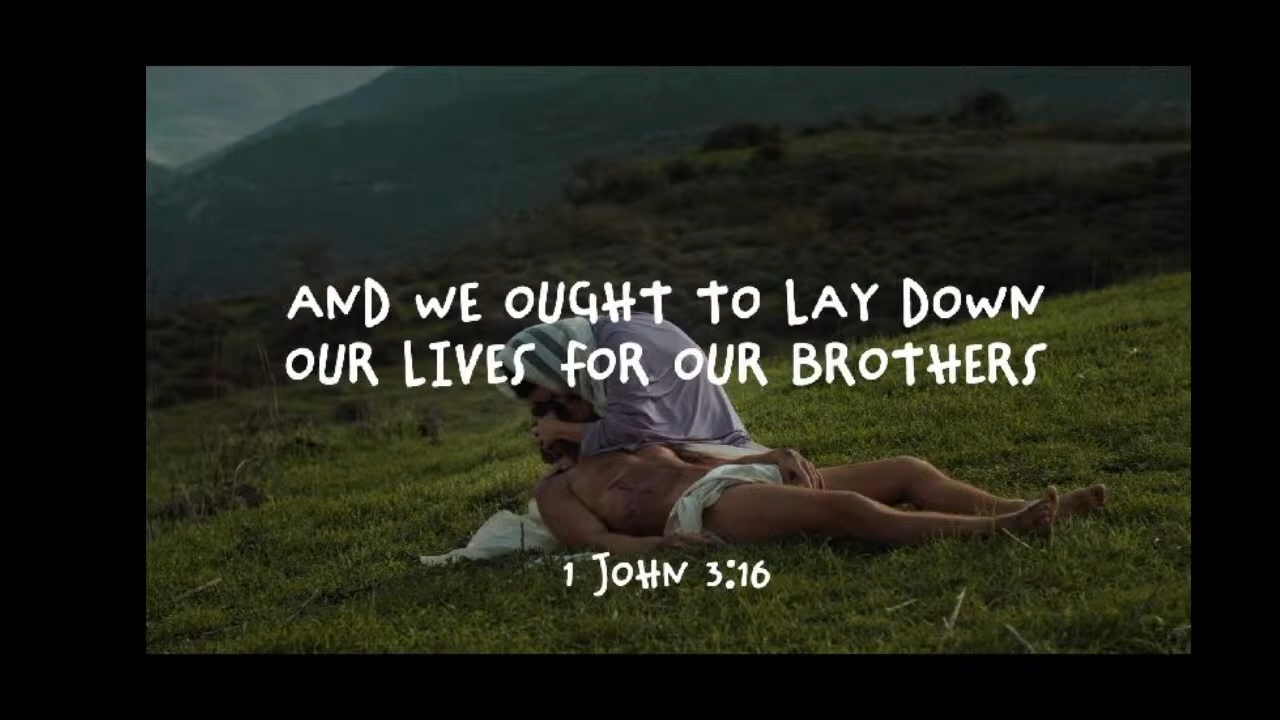 AND WE OUGHT TO LAY DOWN
OUR LIVES FOR OUR BROTHERS
1 JOHN 3:16